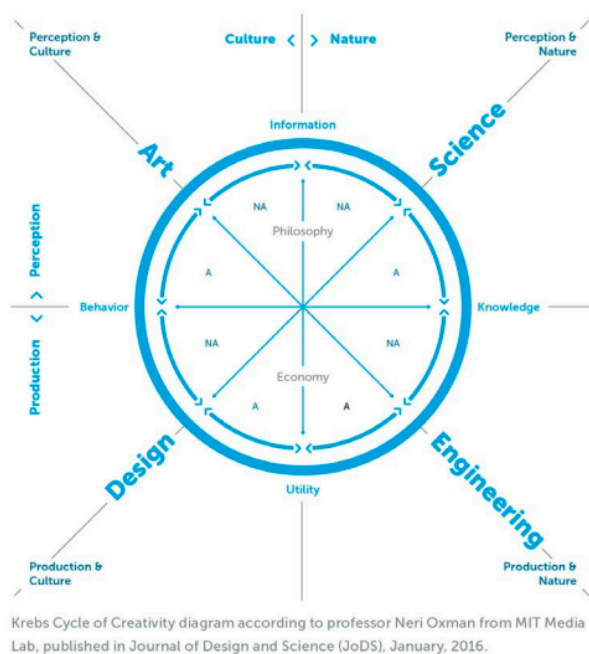 Perception &
Culture
Culture < > Nature
Perception &
Nature
Information
Art
Science
NA
NA
Philosophy
A
A
Production < > Perception
Behavior
Knowledge
NA
NA
Economy
A
A
Design
Engineering
Utility
Production &
Culture
Production &
Nature
Krebs Cycle of Creativity diagram according to professor Neri Oxman from MIT Media
Lab, published in Journal of Design and Science (JoDS), January, 2016.